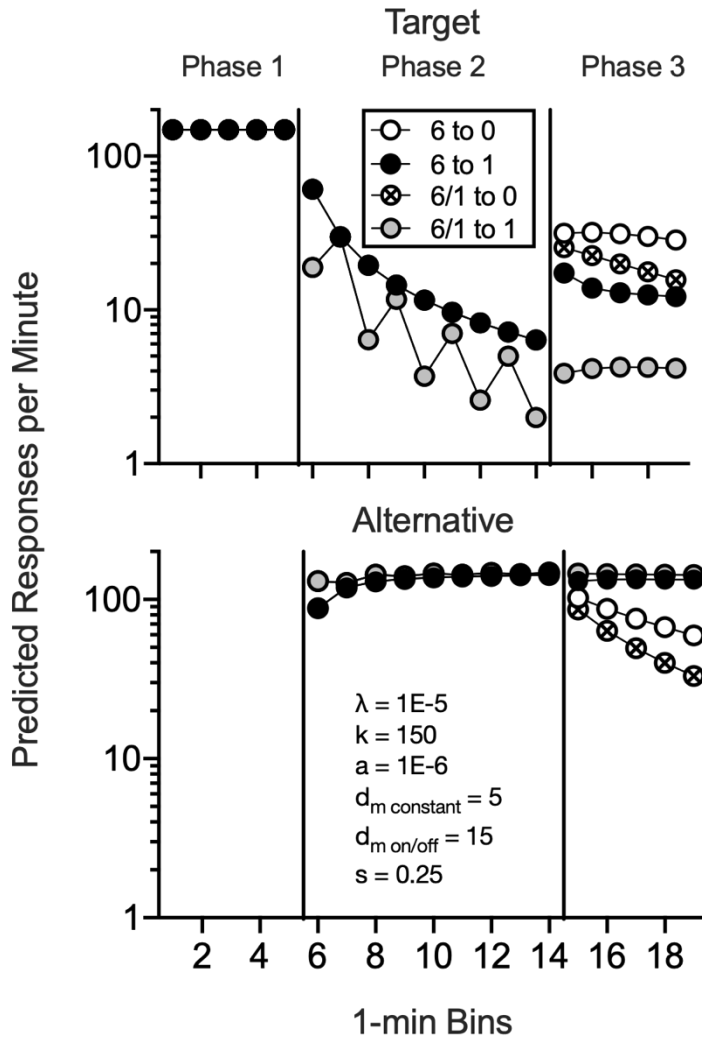 Target
Phase 1 Phase 2 Phase 3
6 to 0
6 to 1
6/1 to 0
6/1 to 1
100
10
1
Predicted Responses per Minute
Alternative
100
10
1
λ = 1E-5
k = 150
a = 1E-6
dm constant = 5
dm on/off = 15
s = 0.25
2 4 6 8 10 12 14 16 18
1-min Bins